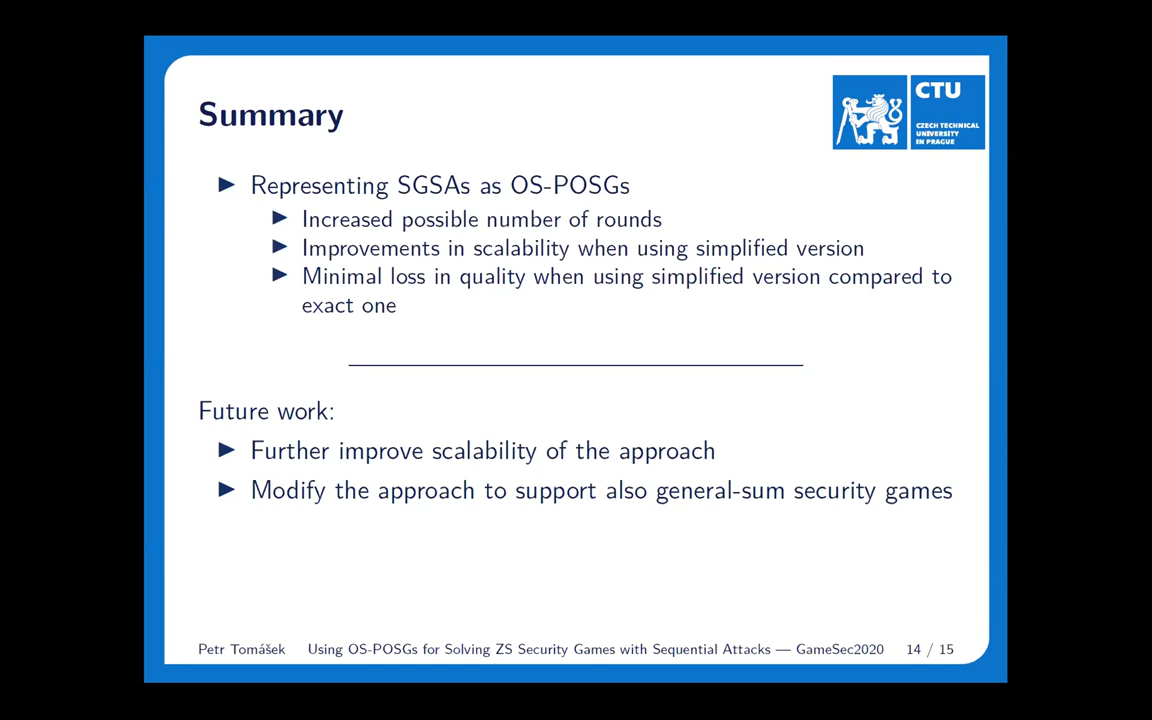 Summary
CTU
CZECH TECHNICAL
UNIVERSITY
IN PRAGUE
▶ Representing SGSAs as OS-POSGs
▶ Increased possible number of rounds
▶ Improvements in scalability when using simplified version
▶ Minimal loss in quality when using simplified version compared to
exact one
Future work:
▶ Further improve scalability of the approach
▶ Modify the approach to support also general-sum security games
Petr Tomášek Using OS-POSGs for Solving ZS Security Games with Sequential Attacks — GameSec2020 14 / 15